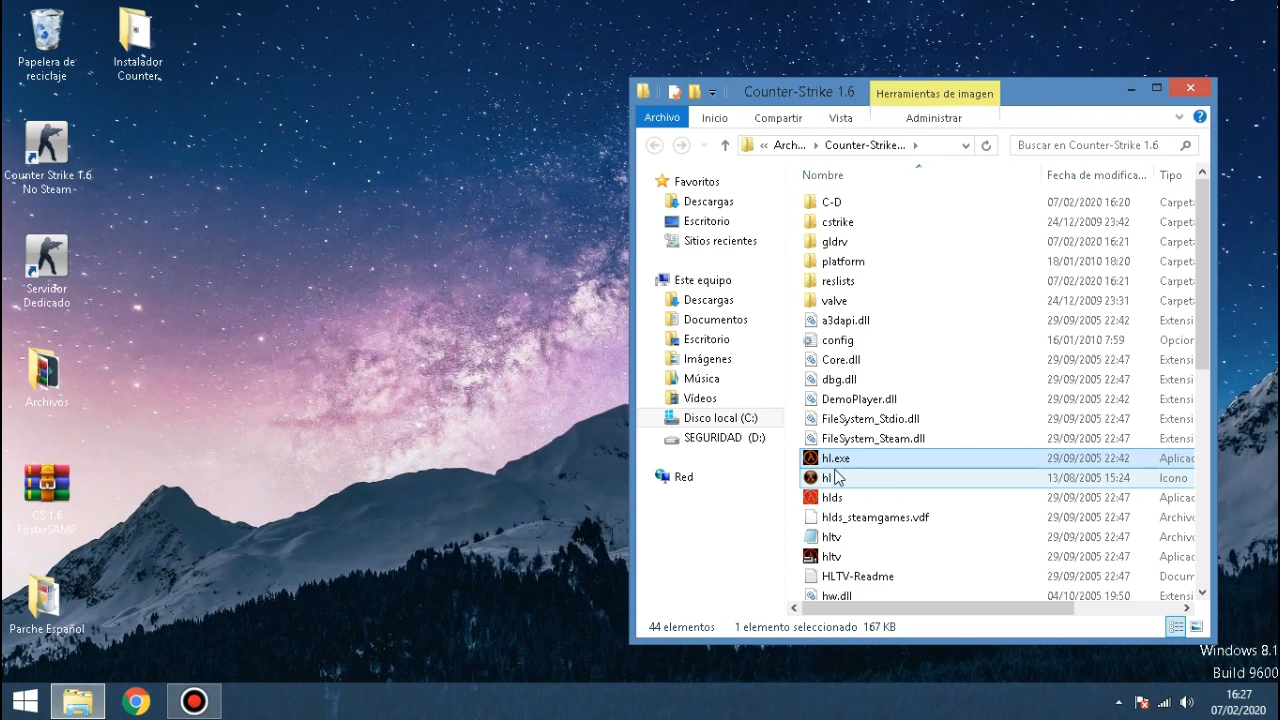 Papelera de
reciclaje
Instalador
Counter
Counter Strike 1.6
No Steam
Servidor
Dedicado
Archivos
CS 1.6
FosterSAMP
Parche Español
Counter-Strike 1.6
Herramientas de imagen
Archivo
Inicio
Compartir
Vista
Administrar
« Arch... Counter-Strike...
Buscar en Counter-Strike 1.6
Favoritos
Descargas
Escritorio
Sitios recientes
Este equipo
Descargas
Documentos
Escritorio
Imágenes
Música
Vídeos
Disco local (C:)
SEGURIDAD (D:)
Red
Nombre Fecha de modifica... Tipo
C-D 07/02/2020 16:20 Carpet
cstrike 24/12/2009 23:42 Carpet
gldrv 07/02/2020 16:21 Carpet
platform 18/01/2010 18:20 Carpet
reslists 07/02/2020 16:21 Carpet
valve 24/12/2009 23:31 Carpet
a3dapi.dll 29/09/2005 22:42 Extensi
config 16/01/2010 7:59 Opcior
Core.dll 29/09/2005 22:47 Extensi
dbg.dll 29/09/2005 22:47 Extensi
DemoPlayer.dll 29/09/2005 22:47 Extensi
FileSystem_Stdio.dll 29/09/2005 22:47 Extensi
FileSystem_Steam.dll 29/09/2005 22:47 Extensi
hl.exe 29/09/2005 22:42 Aplicac
hl 13/08/2005 15:24 Icono
hlds 29/09/2005 22:47 Aplicac
hlds_steamgames.vdf 29/09/2005 22:47 Archivo
hltv 29/09/2005 22:47 Archivo
hltv 29/09/2005 22:47 Aplicac
HLTV-Readme 29/09/2005 22:47 Docum
hw.dll 04/10/2005 19:50 Extensi
44 elementos 1 elemento seleccionado 167 KB
Windows 8.1
Build 9600
16:27
07/02/2020